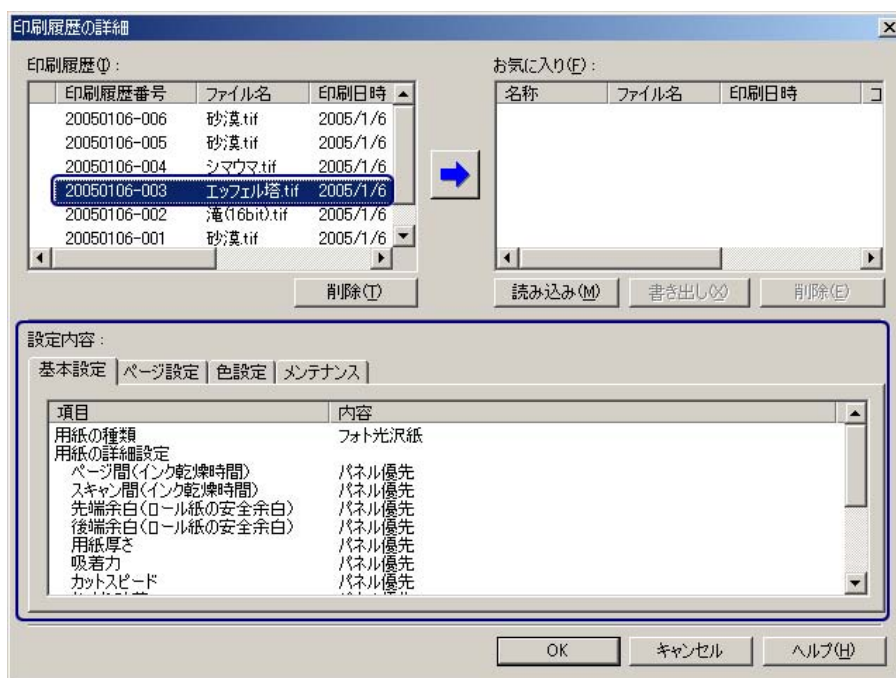 印刷履歴の詳細
印刷履歴(I)：
印刷履歴番号 ファイル名 印刷日時
20050106-006 砂漠.tif 2005/1/6
20050106-005 砂漠.tif 2005/1/6
20050106-004 シマウマ.tif 2005/1/6
20050106-003 エッフェル塔.tif 2005/1/6
20050106-002 滝(16bit).tif 2005/1/6
20050106-001 砂漠.tif 2005/1/6
削除(T)
お気に入り(F)：
名称 ファイル名 印刷日時 コ
読み込み(M) 書き出し(X) 削除(E)
設定内容：
基本設定 ページ設定 色設定 メンテナンス
項目 内容
用紙の種類 フォト光沢紙
用紙の詳細設定
ページ間(インク乾燥時間) パネル優先
スキャン間(インク乾燥時間) パネル優先
先端余白(ロール紙の安全余白) パネル優先
後端余白(ロール紙の安全余白) パネル優先
用紙厚さ パネル優先
吸着力 パネル優先
カットスピード パネル優先
OK キャンセル ヘルプ(H)